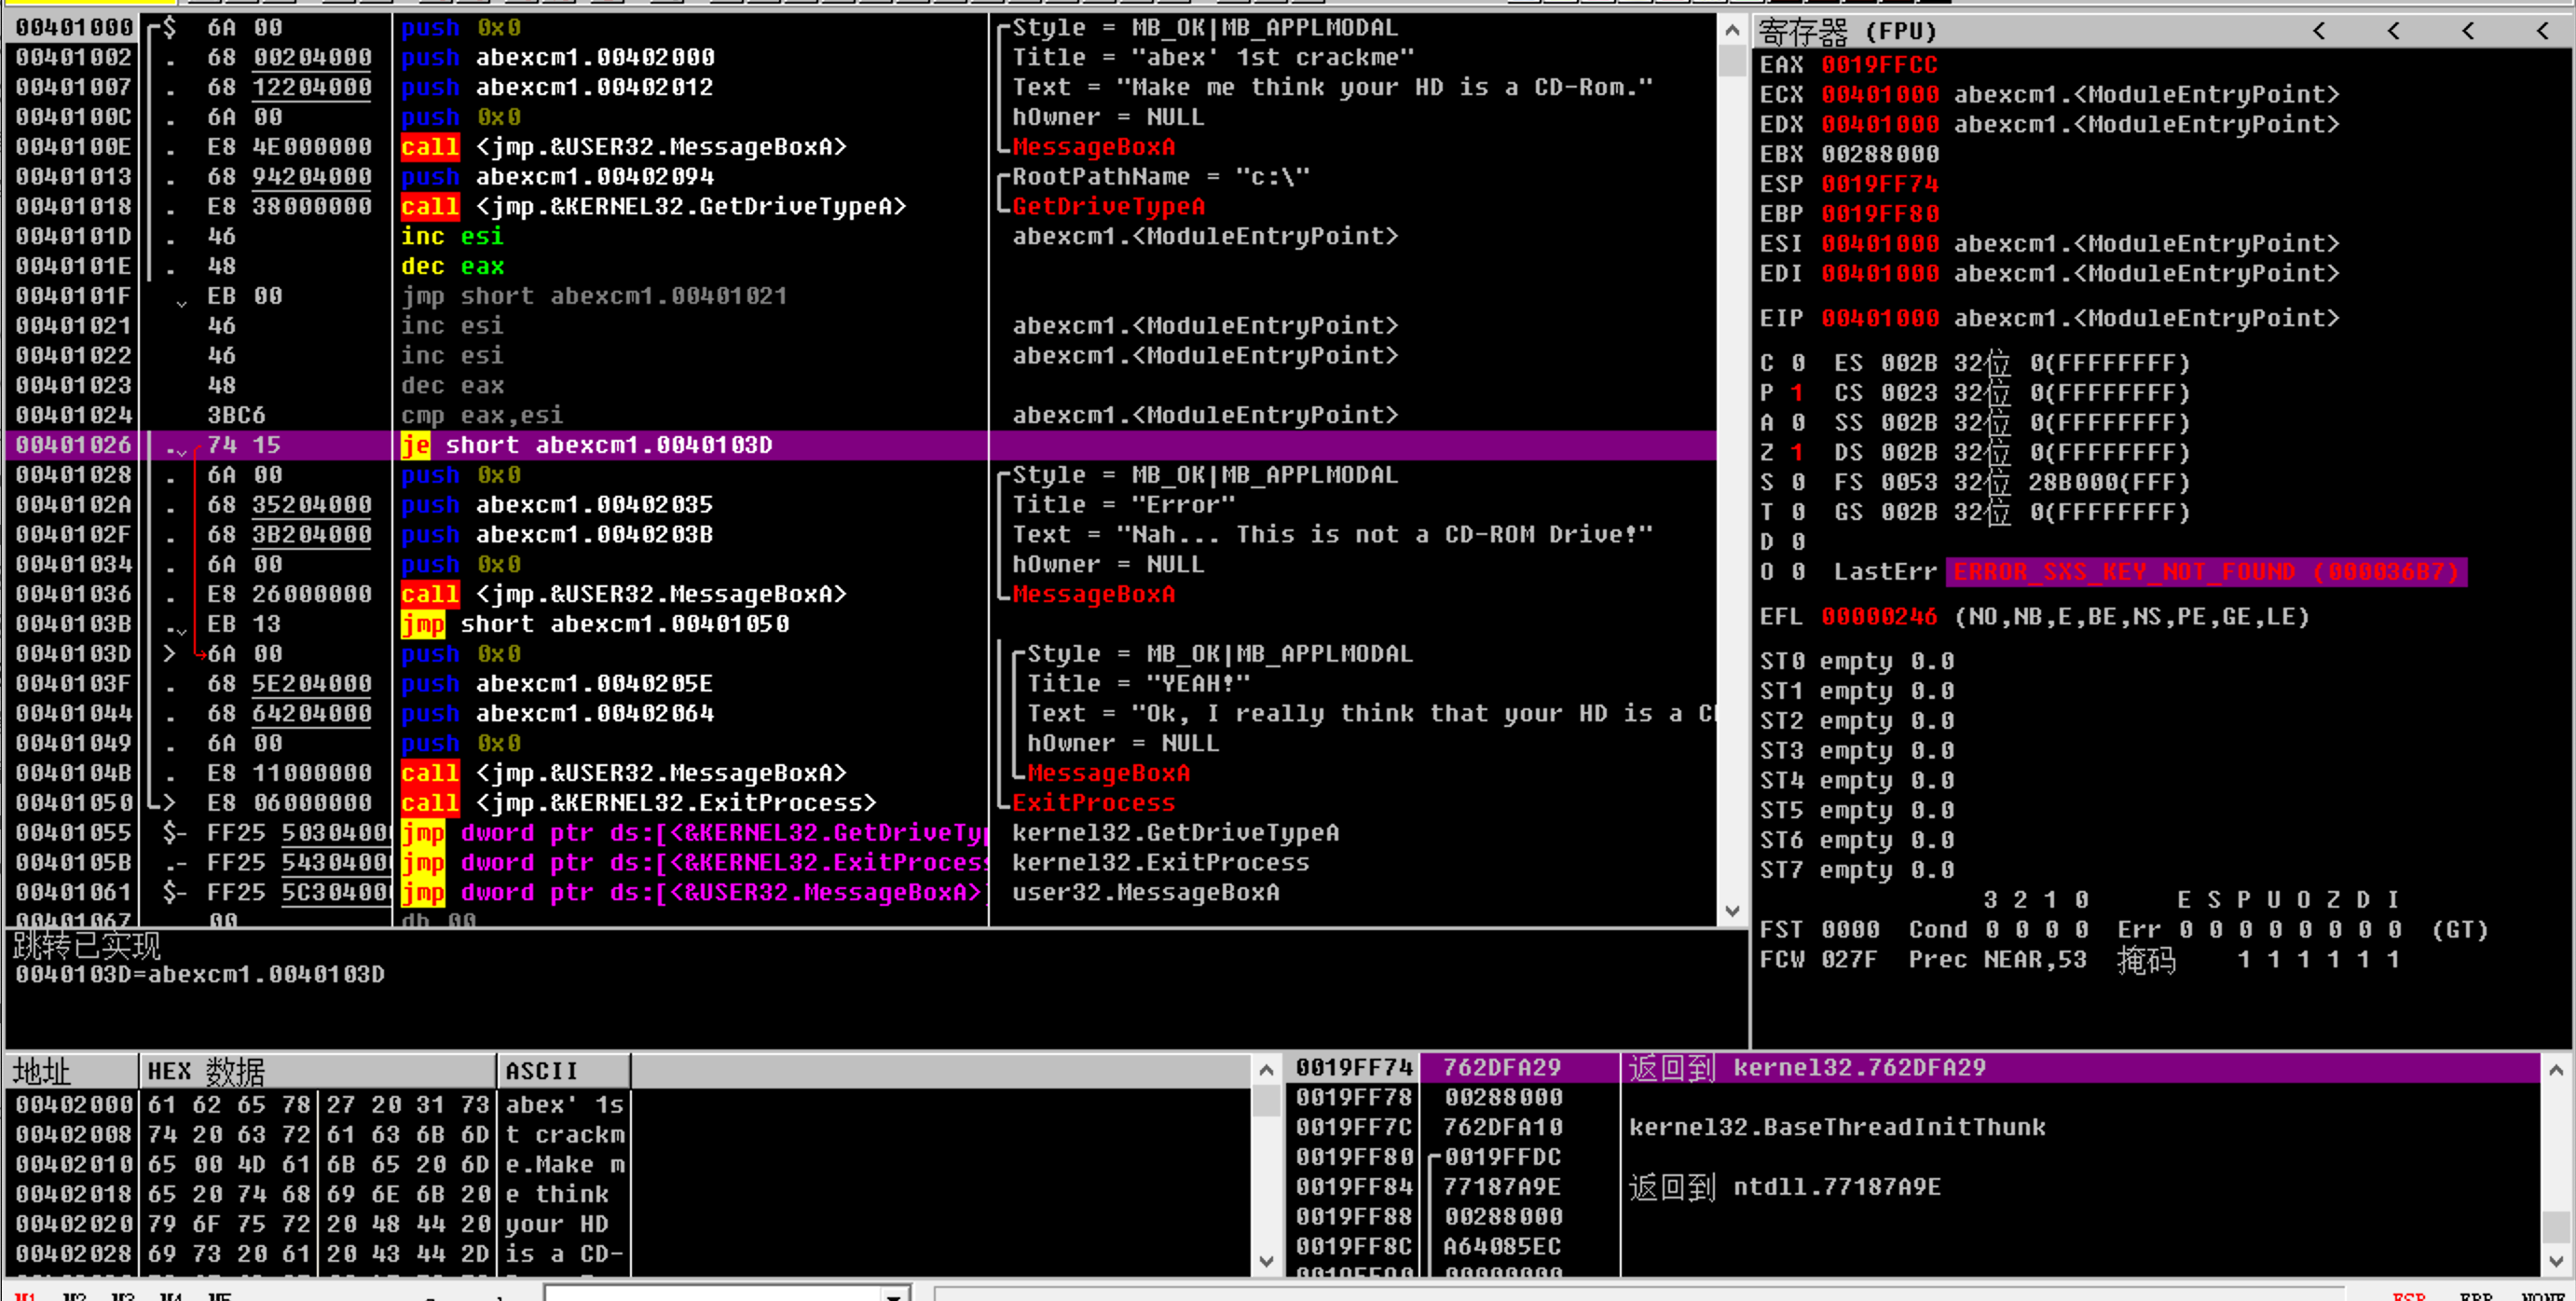 00401000 $ 6A 00 push 0x0 Style = MB_OK|MB_APPLMODAL
00401002 . 68 00204000 push abexcm1.00402000 Title = "abex' 1st crackme"
00401007 . 68 12204000 push abexcm1.00402012 Text = "Make me think your HD is a CD-Rom."
0040100C . 6A 00 push 0x0 hOwner = NULL
0040100E . E8 4E000000 call <jmp.&USER32.MessageBoxA> MessageBoxA
00401013 . 68 94204000 push abexcm1.00402094 RootPathName = "c:\"
00401018 . E8 38000000 call <jmp.&KERNEL32.GetDriveTypeA> GetDriveTypeA
0040101D . 46 inc esi abexcm1.<ModuleEntryPoint>
0040101E . 48 dec eax
0040101F EB 00 jmp short abexcm1.00401021
00401021 46 inc esi abexcm1.<ModuleEntryPoint>
00401022 46 inc esi abexcm1.<ModuleEntryPoint>
00401023 48 dec eax
00401024 3BC6 cmp eax,esi abexcm1.<ModuleEntryPoint>
00401026 . 74 15 je short abexcm1.0040103D
00401028 . 6A 00 push 0x0 Style = MB_OK|MB_APPLMODAL
0040102A . 68 35204000 push abexcm1.00402035 Title = "Error"
0040102F . 68 3B204000 push abexcm1.0040203B Text = "Nah... This is not a CD-ROM Drive!"
00401034 . 6A 00 push 0x0 hOwner = NULL
00401036 . E8 26000000 call <jmp.&USER32.MessageBoxA> MessageBoxA
0040103B . EB 13 jmp short abexcm1.00401050
0040103D > 6A 00 push 0x0 Style = MB_OK|MB_APPLMODAL
0040103F . 68 5E204000 push abexcm1.0040205E Title = "YEAH!"
00401044 . 68 64204000 push abexcm1.00402064 Text = "Ok, I really think that your HD is a C
00401049 . 6A 00 push 0x0 hOwner = NULL
0040104B . E8 11000000 call <jmp.&USER32.MessageBoxA> MessageBoxA
00401050 > E8 06000000 call <jmp.&KERNEL32.ExitProcess> ExitProcess
00401055 $- FF25 5030400 jmp dword ptr ds:[<&KERNEL32.GetDriveTy kernel32.GetDriveTypeA
0040105B .- FF25 5430400 jmp dword ptr ds:[<&KERNEL32.ExitProces kernel32.ExitProcess
00401061 $- FF25 5C30400 jmp dword ptr ds:[<&USER32.MessageBoxA> user32.MessageBoxA
00401067 00 db 00
跳转已实现
0040103D=abexcm1.0040103D
寄存器 (FPU) < < < <
EAX 0019FFCC
ECX 00401000 abexcm1.<ModuleEntryPoint>
EDX 00401000 abexcm1.<ModuleEntryPoint>
EBX 00288000
ESP 0019FF74
EBP 0019FF80
ESI 00401000 abexcm1.<ModuleEntryPoint>
EDI 00401000 abexcm1.<ModuleEntryPoint>
EIP 00401000 abexcm1.<ModuleEntryPoint>
C 0 ES 002B 32位 0(FFFFFFFF)
P 1 CS 0023 32位 0(FFFFFFFF)
A 0 SS 002B 32位 0(FFFFFFFF)
Z 1 DS 002B 32位 0(FFFFFFFF)
S 0 FS 0053 32位 28B000(FFF)
T 0 GS 002B 32位 0(FFFFFFFF)
D 0
O 0 LastErr ERROR_SXS_KEY_NOT_FOUND (000036B7)
EFL 00000246 (NO,NB,E,BE,NS,PE,GE,LE)
ST0 empty 0.0
ST1 empty 0.0
ST2 empty 0.0
ST3 empty 0.0
ST4 empty 0.0
ST5 empty 0.0
ST6 empty 0.0
ST7 empty 0.0
3 2 1 0 E S P U O Z D I
FST 0000 Cond 0 0 0 0 Err 0 0 0 0 0 0 0 0 (GT)
FCW 027F Prec NEAR,53 掩码 1 1 1 1 1 1
地址 HEX 数据 ASCII
00402000 61 62 65 78 27 20 31 73 abex' 1s
00402008 74 20 63 72 61 63 6B 6D t crackm
00402010 65 00 4D 61 6B 65 20 6D e.Make m
00402018 65 20 74 68 69 6E 6B 20 e think
00402020 79 6F 75 72 20 48 44 20 your HD
00402028 69 73 20 61 20 43 44 2D is a CD-
0019FF74 762DFA29 返回到 kernel32.762DFA29
0019FF78 00288000
0019FF7C 762DFA10 kernel32.BaseThreadInitThunk
0019FF80 0019FFDC
0019FF84 77187A9E 返回到 ntdll.77187A9E
0019FF88 00288000
0019FF8C A64085EC
0019FF90 00000000